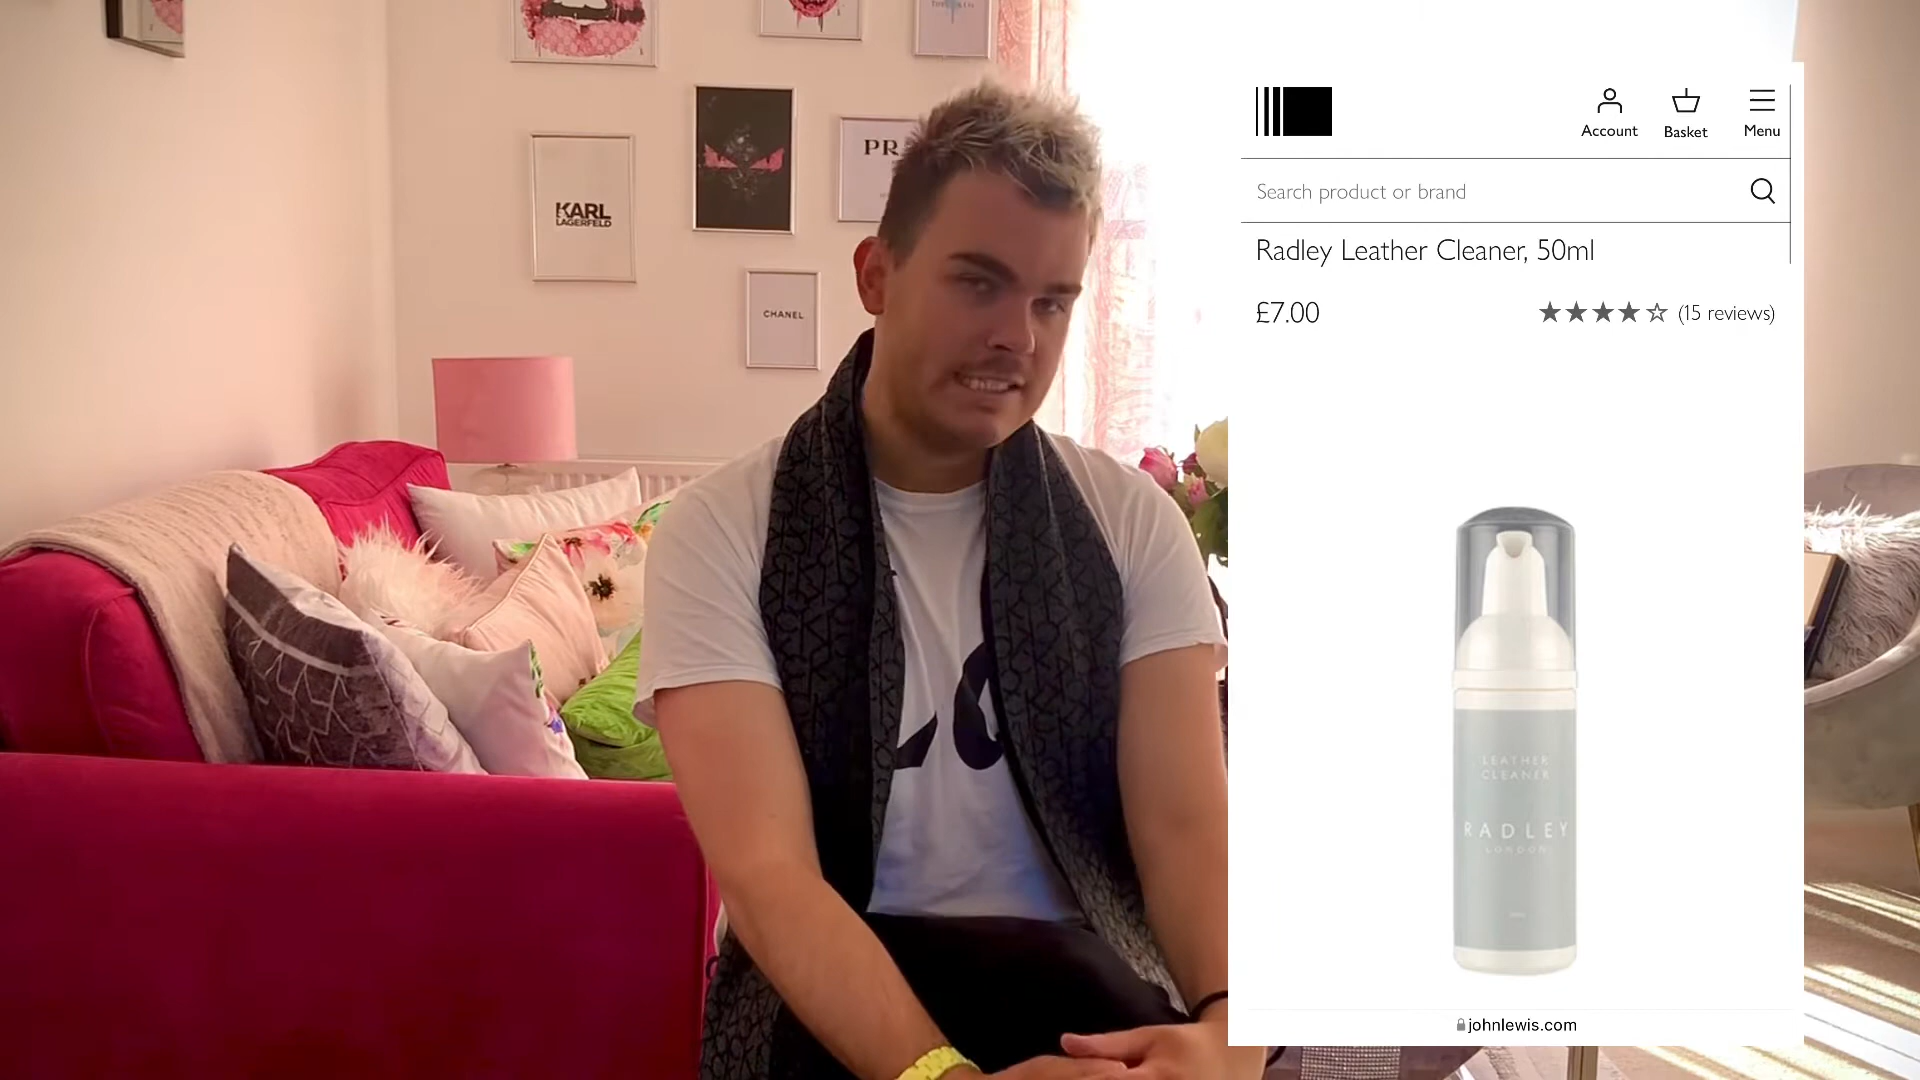 KARL
LAGERFELD
PR
CHANEL
Account
Basket
Menu
Search product or brand
Radley Leather Cleaner, 50ml
£7.00
(15 reviews)
LEATHER
CLEANER
RADLEY
LONDON
johnlewis.com